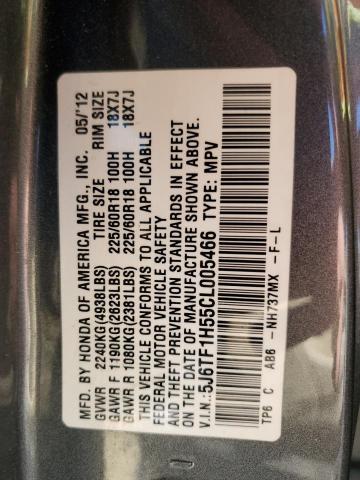 MFD. BY HONDA OF AMERICA MFG., INC. 05/'12
GVWR 2240KG(4938LBS) TIRE SIZE RIM SIZE
GAWR F 1190KG(2623LBS) 225/60R18 100H 18X7J
GAWR R 1080KG(2381LBS) 225/60R18 100H 18X7J
THIS VEHICLE CONFORMS TO ALL APPLICABLE
FEDERAL MOTOR VEHICLE SAFETY
AND THEFT PREVENTION STANDARDS IN EFFECT
ON THE DATE OF MANUFACTURE SHOWN ABOVE.
V.I.N.: 5J6TF1H55CL005466 TYPE: MPV
TP6 C AB6 -NH737MX -F-L